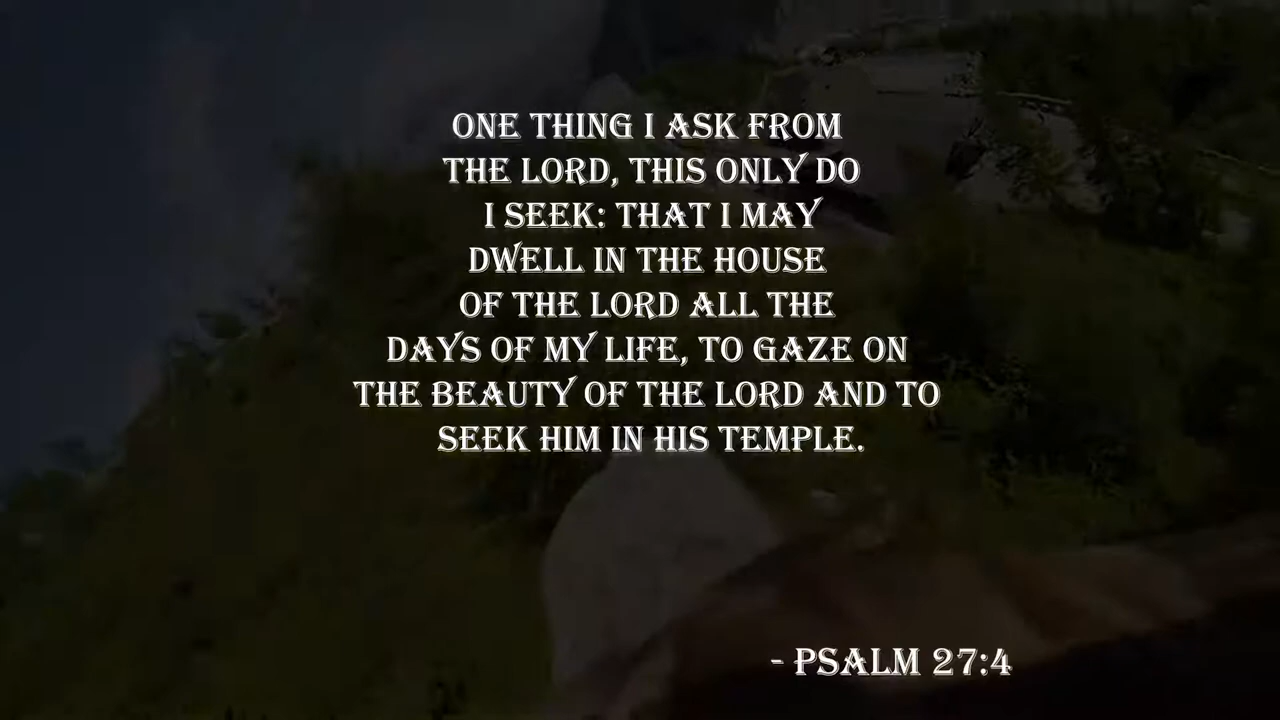 ONE THING I ASK FROM
THE LORD, THIS ONLY DO
I SEEK: THAT I MAY
DWELL IN THE HOUSE
OF THE LORD ALL THE
DAYS OF MY LIFE, TO GAZE ON
THE BEAUTY OF THE LORD AND TO
SEEK HIM IN HIS TEMPLE.
- PSALM 27:4